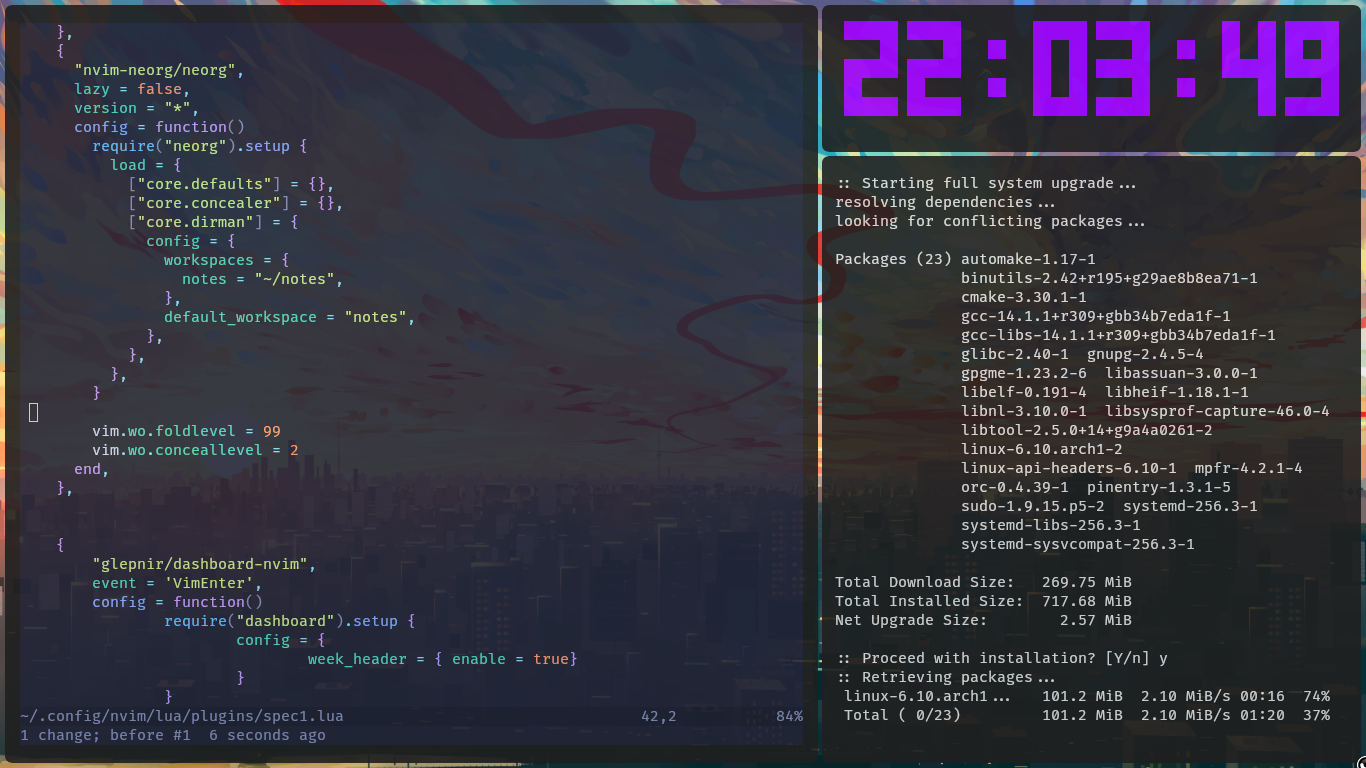 },
    {
      "nvim-neorg/neorg",
      lazy = false,
      version = "*",
      config = function()
        require("neorg").setup {
          load = {
            ["core.defaults"] = {},
            ["core.concealer"] = {},
            ["core.dirman"] = {
              config = {
                workspaces = {
                  notes = "~/notes",
                },
                default_workspace = "notes",
              },
            },
          },
        }

        vim.wo.foldlevel = 99
        vim.wo.conceallevel = 2
      end,
    },

    {
        "glepnir/dashboard-nvim",
        event = 'VimEnter',
        config = function()
                require("dashboard").setup {
                        config = {
                                week_header = { enable = true}
                        }
                }
~/.config/nvim/lua/plugins/spec1.lua 42,2 84%
1 change; before #1  6 seconds ago
22:03:49
:: Starting full system upgrade...
resolving dependencies...
looking for conflicting packages...

Packages (23) automake-1.17-1
              binutils-2.42+r195+g29ae8b8ea71-1
              cmake-3.30.1-1
              gcc-14.1.1+r309+gbb34b7eda1f-1
              gcc-libs-14.1.1+r309+gbb34b7eda1f-1
              glibc-2.40-1  gnupg-2.4.5-4
              gpgme-1.23.2-6  libassuan-3.0.0-1
              libelf-0.191-4  libheif-1.18.1-1
              libnl-3.10.0-1  libsysprof-capture-46.0-4
              libtool-2.5.0+14+g9a4a0261-2
              linux-6.10.arch1-2
              linux-api-headers-6.10-1  mpfr-4.2.1-4
              orc-0.4.39-1  pinentry-1.3.1-5
              sudo-1.9.15.p5-2  systemd-256.3-1
              systemd-libs-256.3-1
              systemd-sysvcompat-256.3-1

Total Download Size:   269.75 MiB
Total Installed Size:  717.68 MiB
Net Upgrade Size:        2.57 MiB

:: Proceed with installation? [Y/n] y
:: Retrieving packages...
 linux-6.10.arch1...   101.2 MiB  2.10 MiB/s 00:16  74%
 Total ( 0/23)         101.2 MiB  2.10 MiB/s 01:20  37%